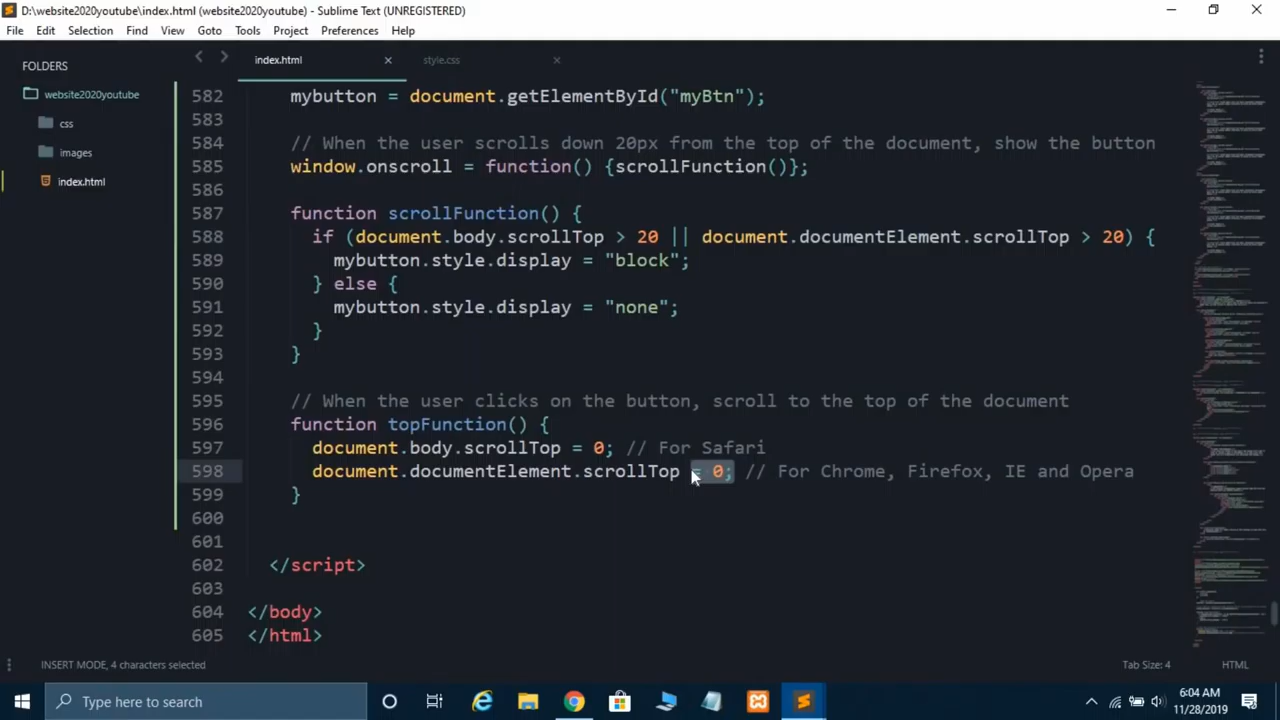 D:\website2020youtube\index.html (website2020youtube) - Sublime Text (UNREGISTERED)
File Edit Selection Find View Goto Tools Project Preferences Help
FOLDERS
website2020youtube
css
images
index.html
index.html
style.css
582 mybutton = document.getElementById("myBtn");
583
584 // When the user scrolls down 20px from the top of the document, show the button
585 window.onscroll = function() {scrollFunction()};
586
587 function scrollFunction() {
588 if (document.body.scrollTop > 20 || document.documentElement.scrollTop > 20) {
589 mybutton.style.display = "block";
590 } else {
591 mybutton.style.display = "none";
592 }
593 }
594
595 // When the user clicks on the button, scroll to the top of the document
596 function topFunction() {
597 document.body.scrollTop = 0; // For Safari
598 document.documentElement.scrollTop = 0; // For Chrome, Firefox, IE and Opera
599 }
600
601
602 </script>
603
604 </body>
605 </html>
INSERT MODE, 4 characters selected
Tab Size: 4
HTML
Type here to search
6:04 AM
11/28/2019